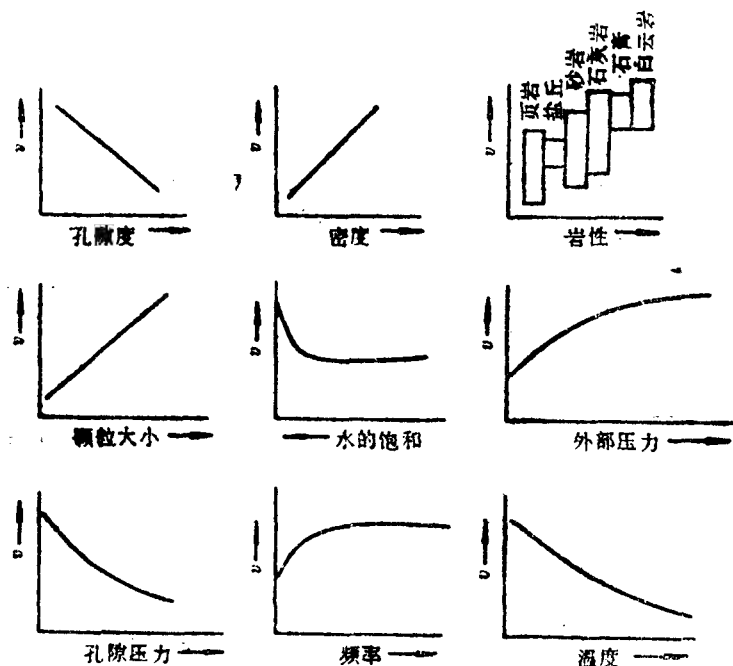 v
孔隙度
v
密度
v
页岩
盐丘
砂岩
石灰岩
石膏
白云岩
岩性
v
颗粒大小
v
水的饱和
v
外部压力
v
孔隙压力
v
频率
v
温度